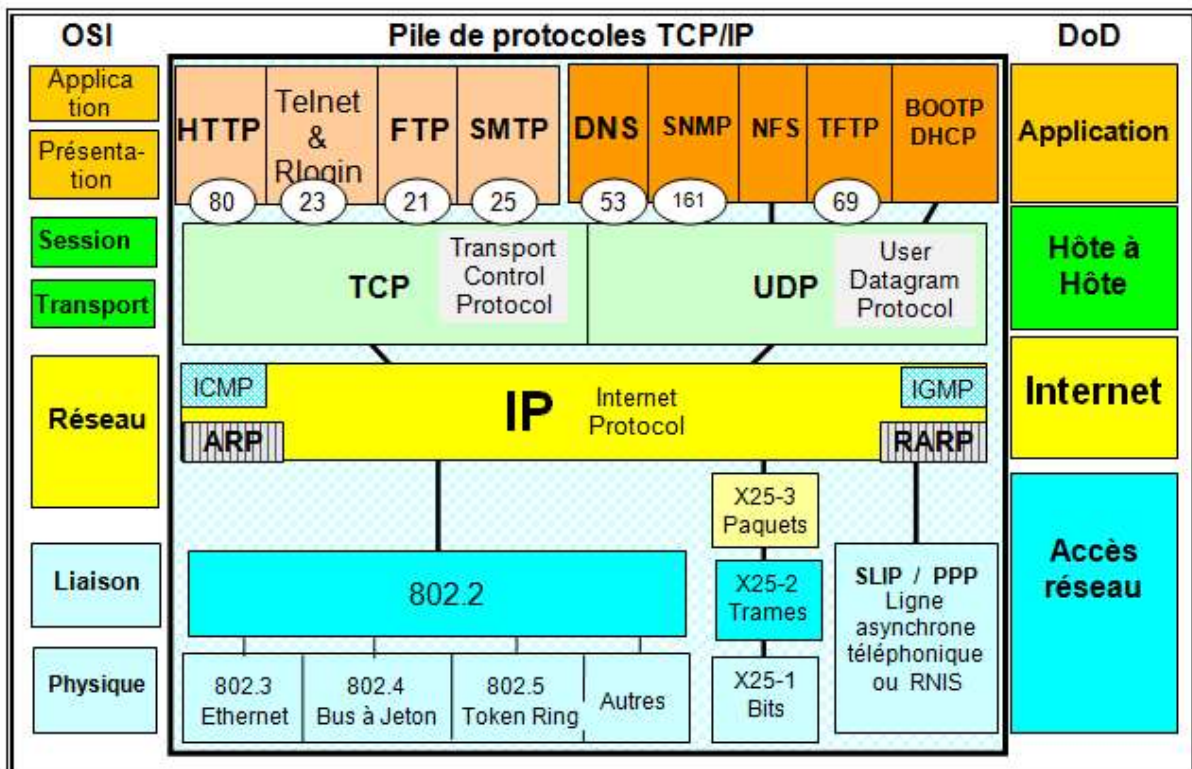 OSI
Pile de protocoles TCP/IP
DoD
Applica
tion
Présenta-
tion
HTTP
Telnet
&
Rlogin
FTP
SMTP
DNS
SNMP
NFS
TFTP
BOOTP
DHCP
Application
80
23
21
25
53
161
69
Session
Transport
TCP
Transport
Control
Protocol
UDP
User
Datagram
Protocol
Hôte à
Hôte
Réseau
ICMP
ARP
IP
Internet
Protocol
IGMP
RARP
Internet
X25-3
Paquets
Liaison
802.2
X25-2
Trames
SLIP / PPP
Ligne
asynchrone
téléphonique
ou RNIS
Accès
réseau
Physique
802.3
Ethernet
802.4
Bus à Jeton
802.5
Token Ring
Autres
X25-1
Bits